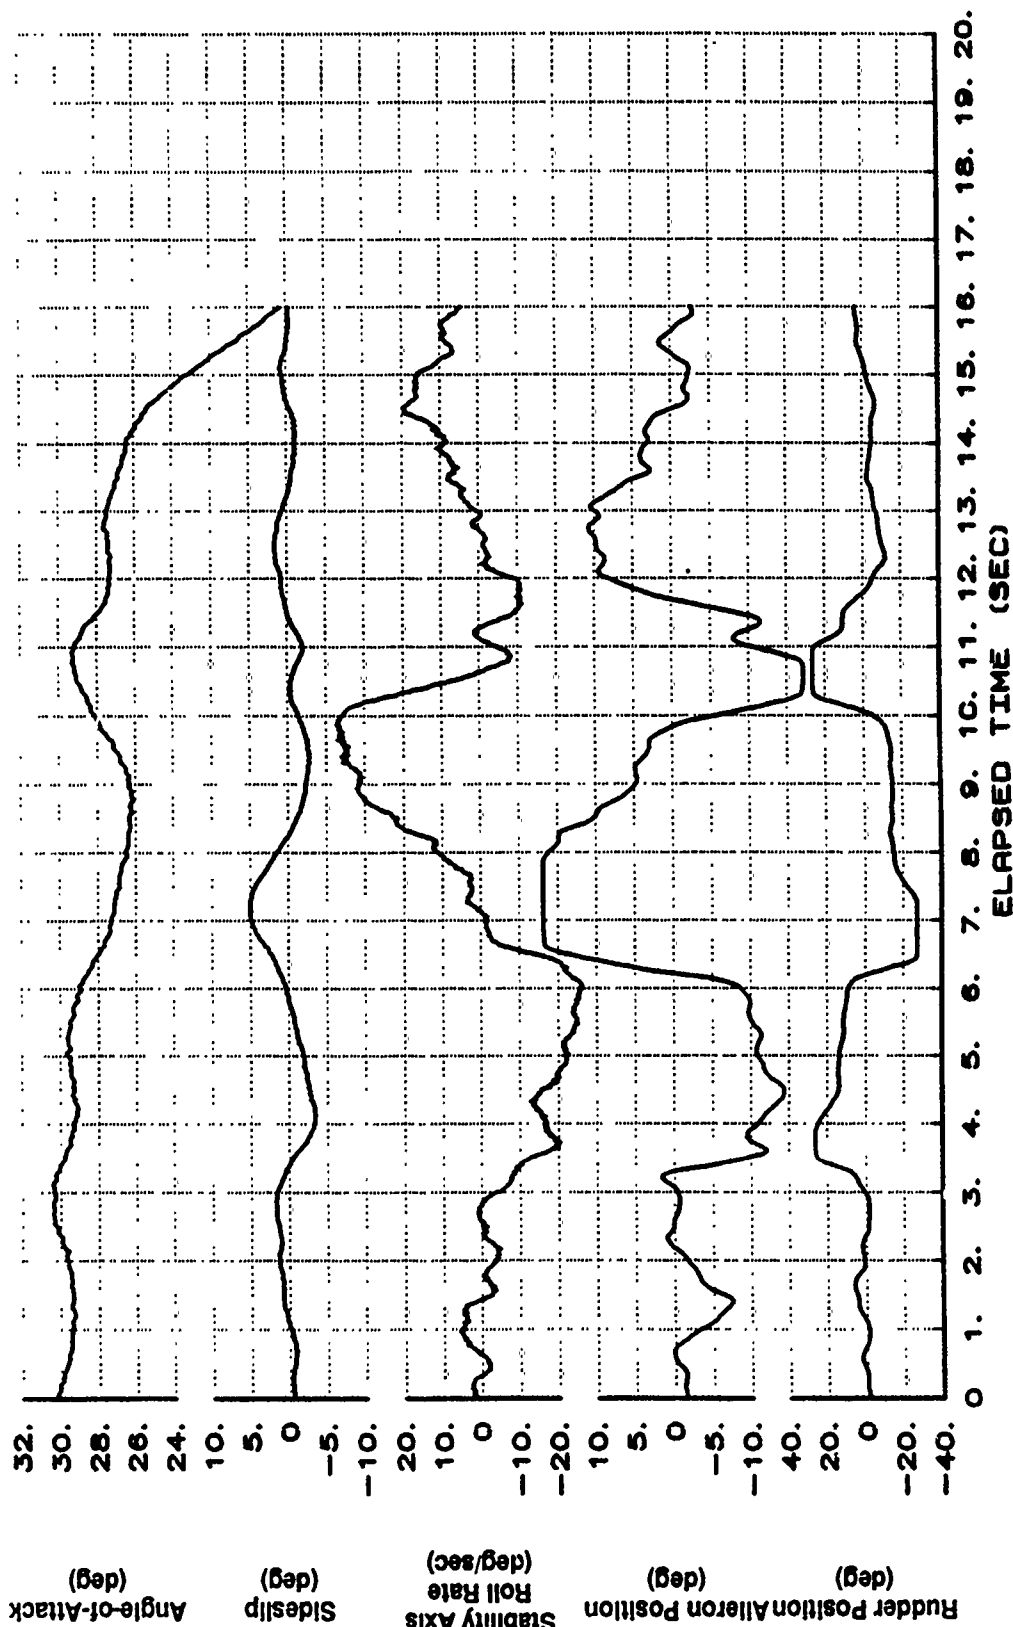 32.
30.
28.
26.
24.
Angle-of-Attack
(deg)
10.
5.
0
-5.
-10.
Sideslip
(deg)
20.
10.
0
-10.
-20.
Stability Axis
Roll Rate
(deg/sec)
10.
5.
0
-5.
-10.
Aileron Position
(deg)
40.
20.
0
-20.
-40.
Rudder Position
(deg)
0 1. 2. 3. 4. 5. 6. 7. 8. 9. 10. 11. 12. 13. 14. 15. 16. 17. 18. 19. 20.
ELAPSED TIME (SEC)